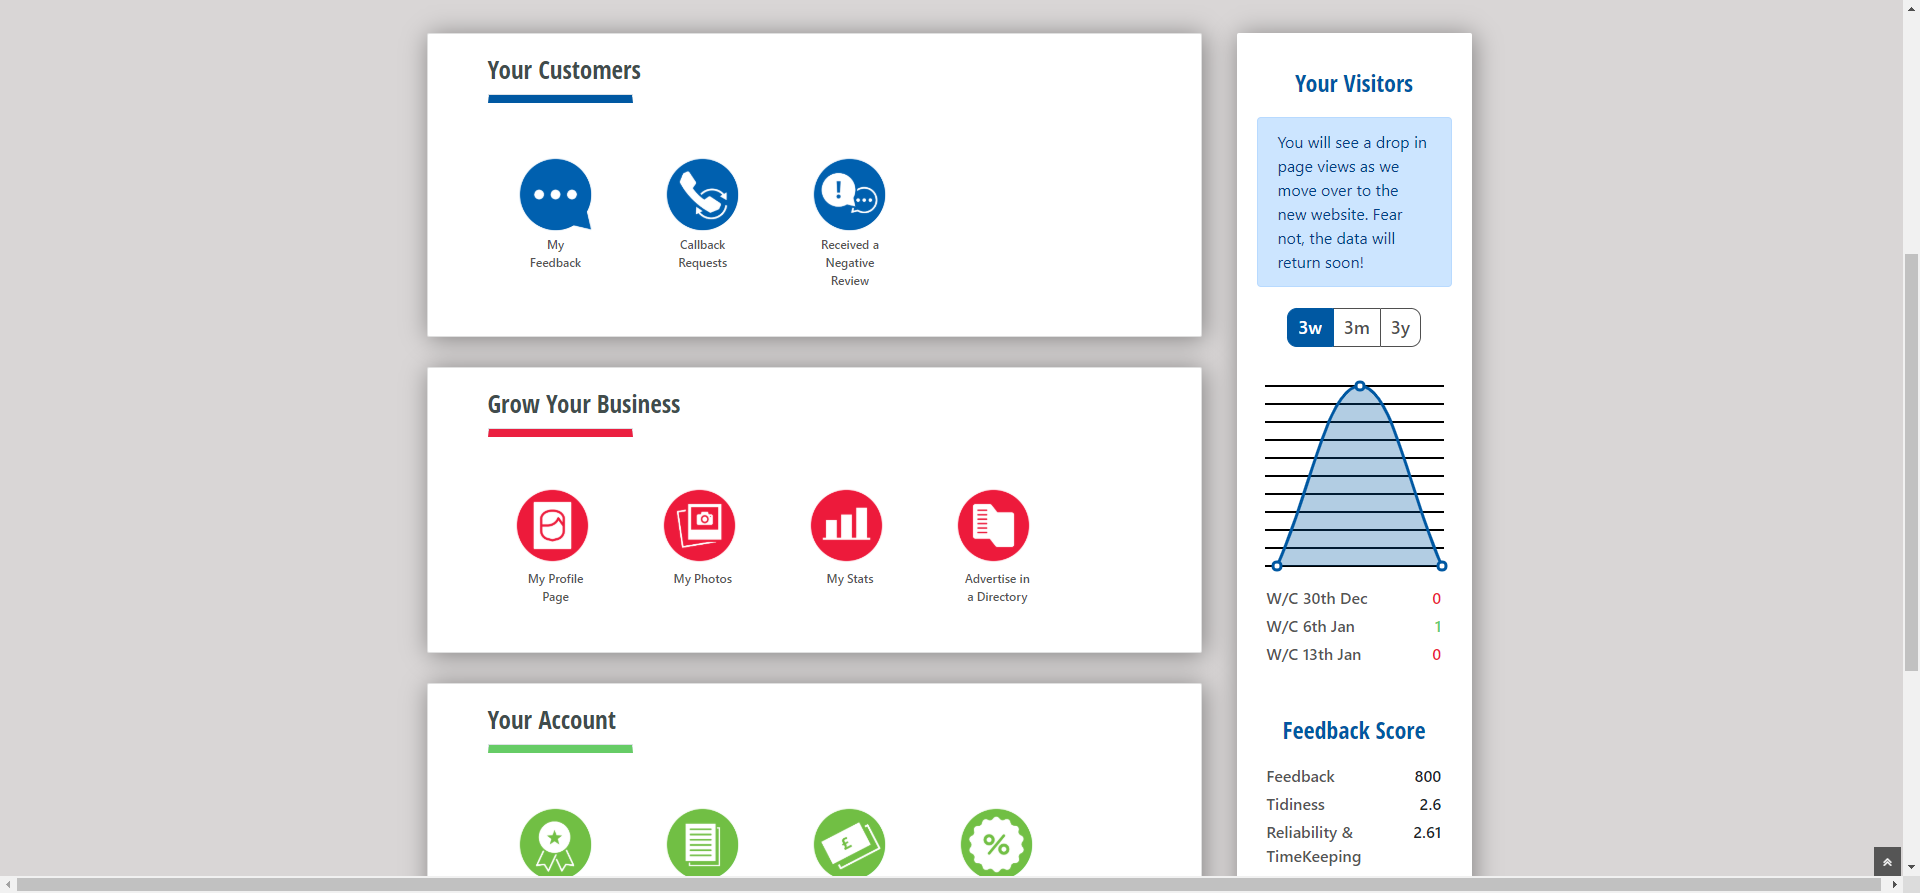 Your Customers
My
Feedback
Callback
Requests
Received a
Negative
Review
Grow Your Business
My Profile
Page
My Photos
My Stats
Advertise in
a Directory
Your Account
£
%
Your Visitors
You will see a drop in
page views as we
move over to the
new website. Fear
not, the data will
return soon!
3w 3m 3y
W/C 30th Dec 0
W/C 6th Jan 1
W/C 13th Jan 0
Feedback Score
Feedback 800
Tidiness 2.6
Reliability & 2.61
TimeKeeping